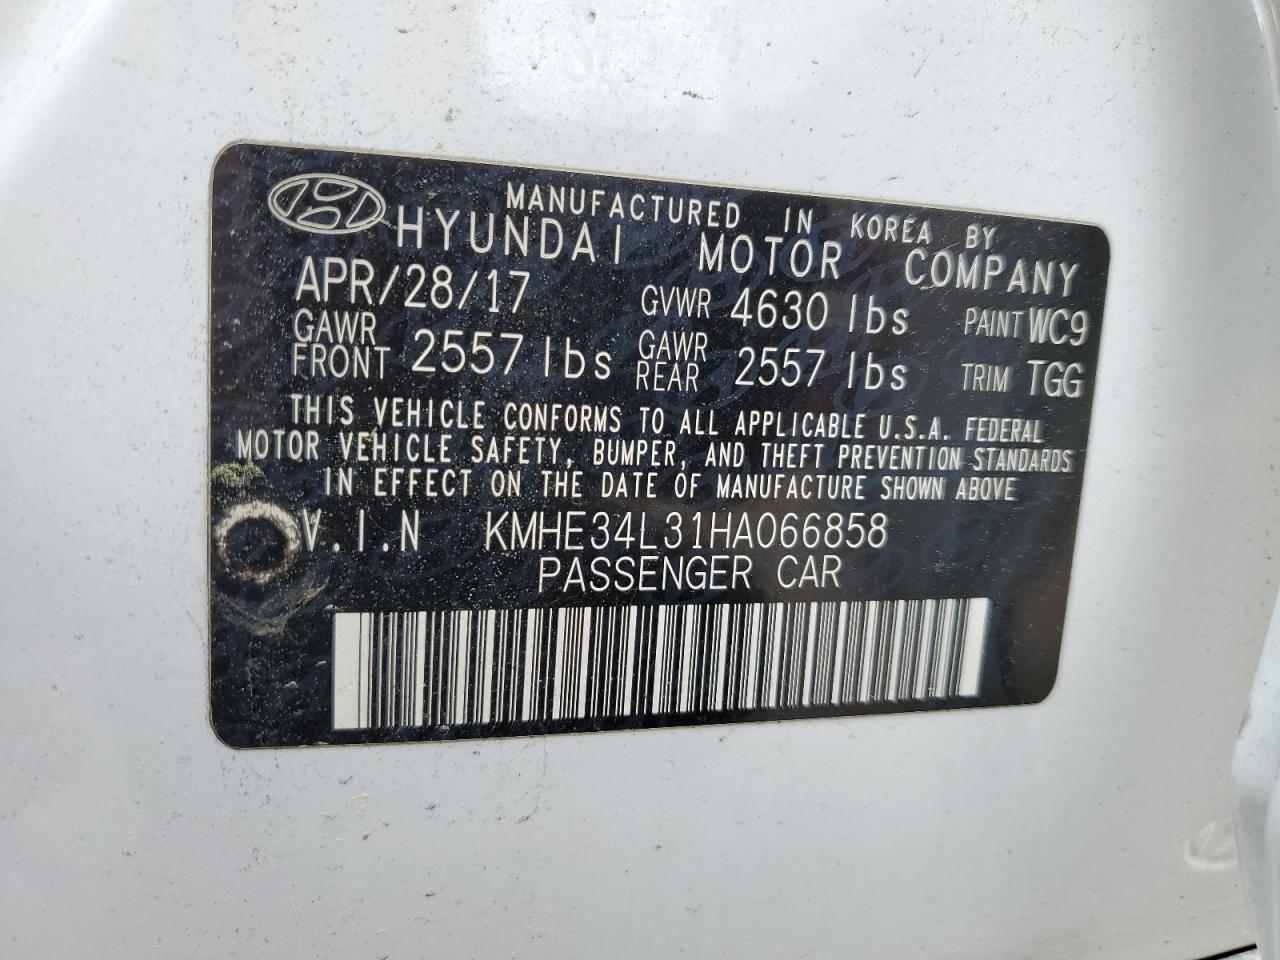 MANUFACTURED IN KOREA BY
HYUNDAI MOTOR COMPANY
APR/28/17 GVWR 4630 lbs PAINT WC9
GAWR FRONT 2557 lbs GAWR REAR 2557 lbs TRIM TGG
THIS VEHICLE CONFORMS TO ALL APPLICABLE U.S.A. FEDERAL
MOTOR VEHICLE SAFETY, BUMPER, AND THEFT PREVENTION STANDARDS
IN EFFECT ON THE DATE OF MANUFACTURE SHOWN ABOVE
V.I.N KMHE34L31HA066858
PASSENGER CAR